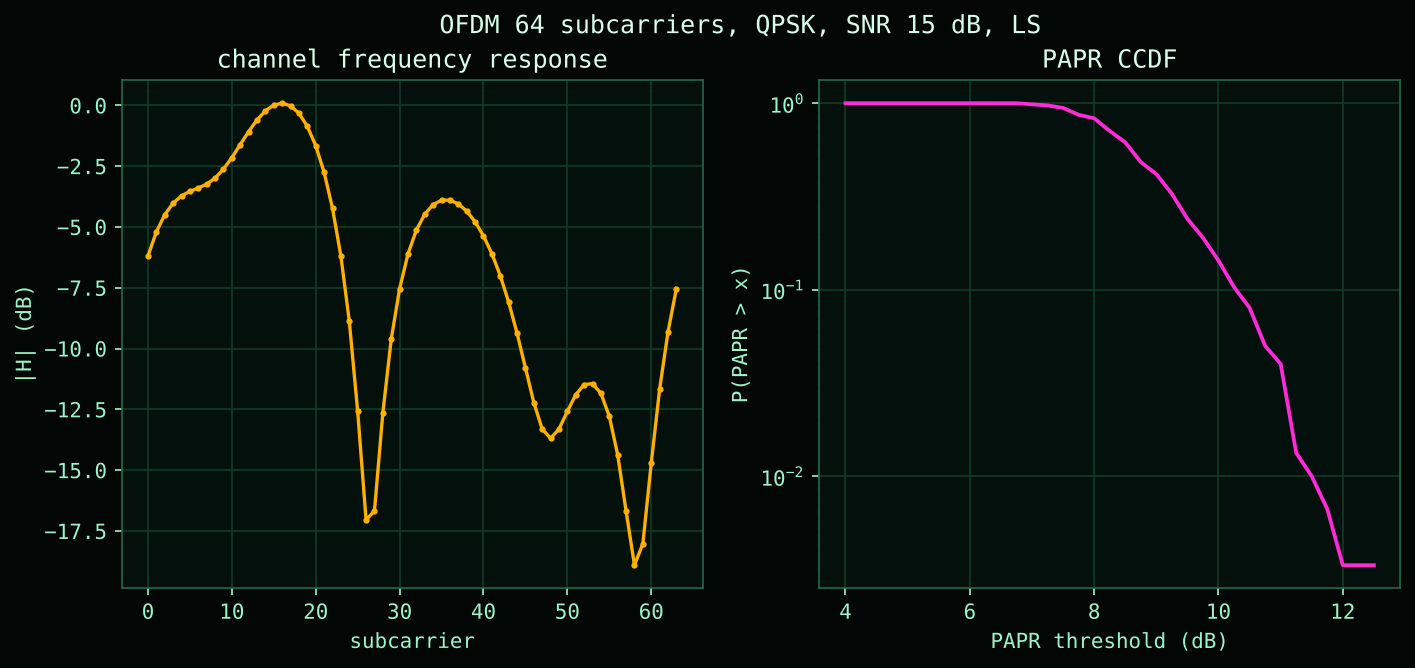 OFDM 64 subcarriers, QPSK, SNR 15 dB, LS
channel frequency response
0.0
−2.5
−5.0
−7.5
−10.0
−12.5
−15.0
−17.5
|H| (dB)
0 10 20 30 40 50 60
subcarrier
PAPR CCDF
10⁰
10⁻¹
10⁻²
P(PAPR > x)
4 6 8 10 12
PAPR threshold (dB)